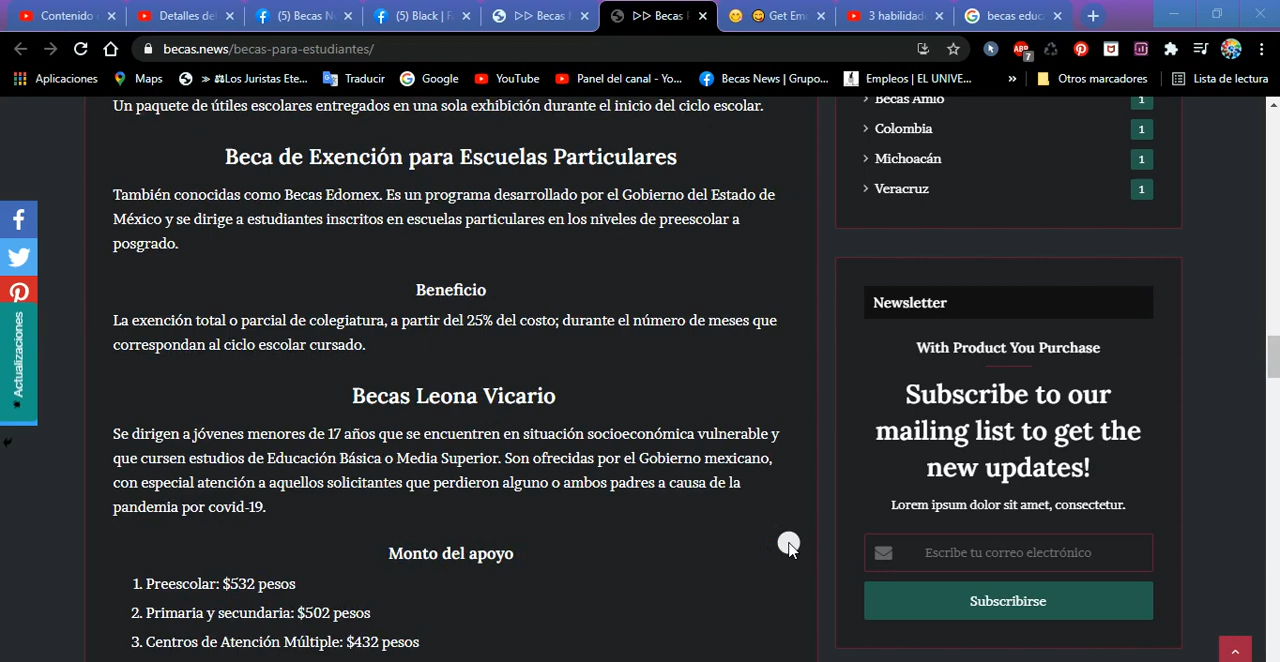 Contenido
Detalles de
(5) Becas N
(5) Black | F
▷▷ Becas
▷▷ Becas
Get Em
3 habilidad
becas educ
becas.news/becas-para-estudiantes/
ABP
7
Aplicaciones
Maps
Los Juristas Ete...
Traducir
Google
YouTube
Panel del canal - Yo...
Becas News | Grupo...
Empleos | EL UNIVE...
»
Otros marcadores
Lista de lectura
Un paquete de útiles escolares entregados en una sola exhibición durante el inicio del ciclo escolar.
Beca de Exención para Escuelas Particulares
También conocidas como Becas Edomex. Es un programa desarrollado por el Gobierno del Estado de
México y se dirige a estudiantes inscritos en escuelas particulares en los niveles de preescolar a
posgrado.
Beneficio
La exención total o parcial de colegiatura, a partir del 25% del costo; durante el número de meses que
correspondan al ciclo escolar cursado.
Becas Leona Vicario
Se dirigen a jóvenes menores de 17 años que se encuentren en situación socioeconómica vulnerable y
que cursen estudios de Educación Básica o Media Superior. Son ofrecidas por el Gobierno mexicano,
con especial atención a aquellos solicitantes que perdieron alguno o ambos padres a causa de la
pandemia por covid-19.
Monto del apoyo
1. Preescolar: $532 pesos
2. Primaria y secundaria: $502 pesos
3. Centros de Atención Múltiple: $432 pesos
Actualizaciones
Becas Amlo 1
Colombia 1
Michoacán 1
Veracruz 1
Newsletter
With Product You Purchase
Subscribe to our
mailing list to get the
new updates!
Lorem ipsum dolor sit amet, consectetur.
Escribe tu correo electrónico
Subscribirse